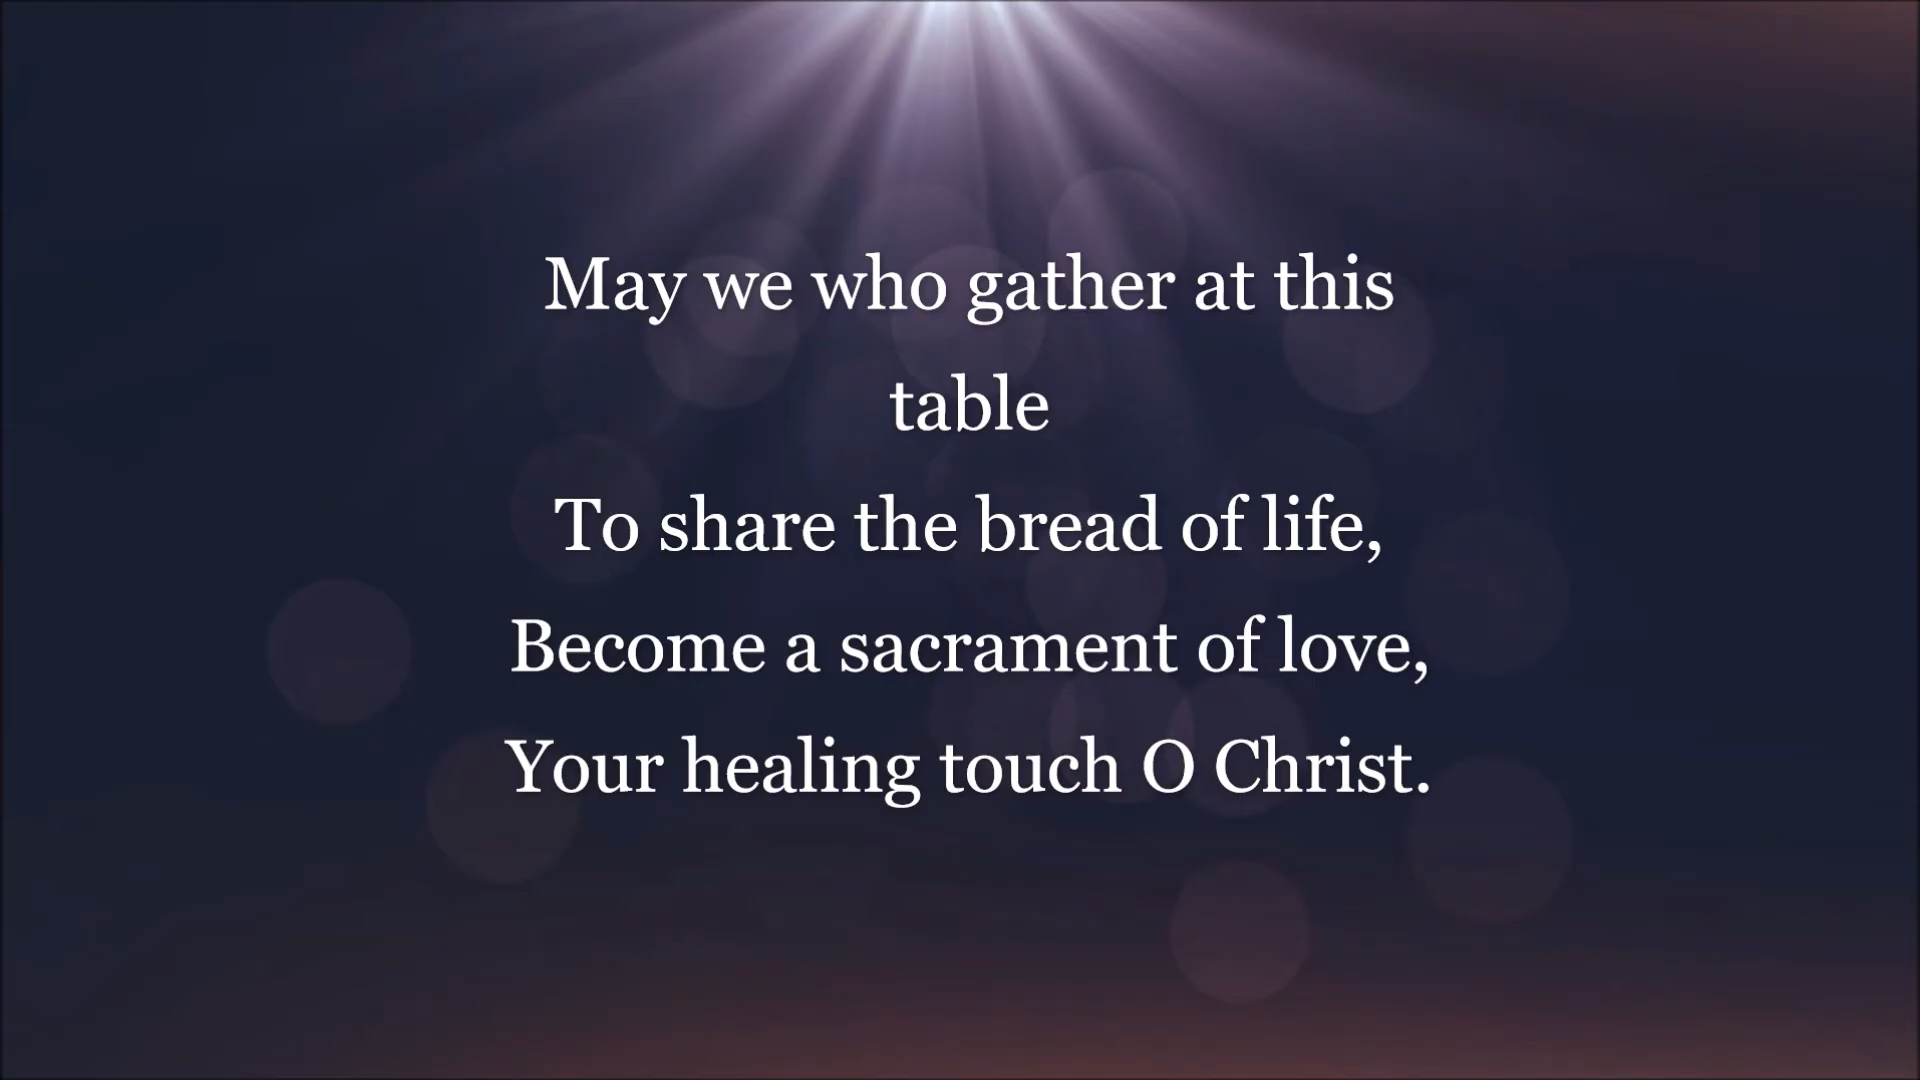 May we who gather at this
table
To share the bread of life,
Become a sacrament of love,
Your healing touch O Christ.